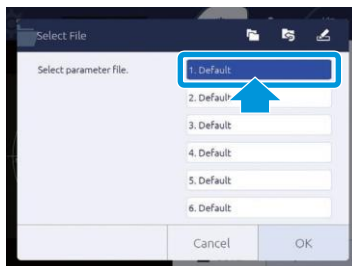 Select File
Select parameter file.
1. Default
2. Default
3. Default
4. Default
5. Default
6. Default
Cancel
OK